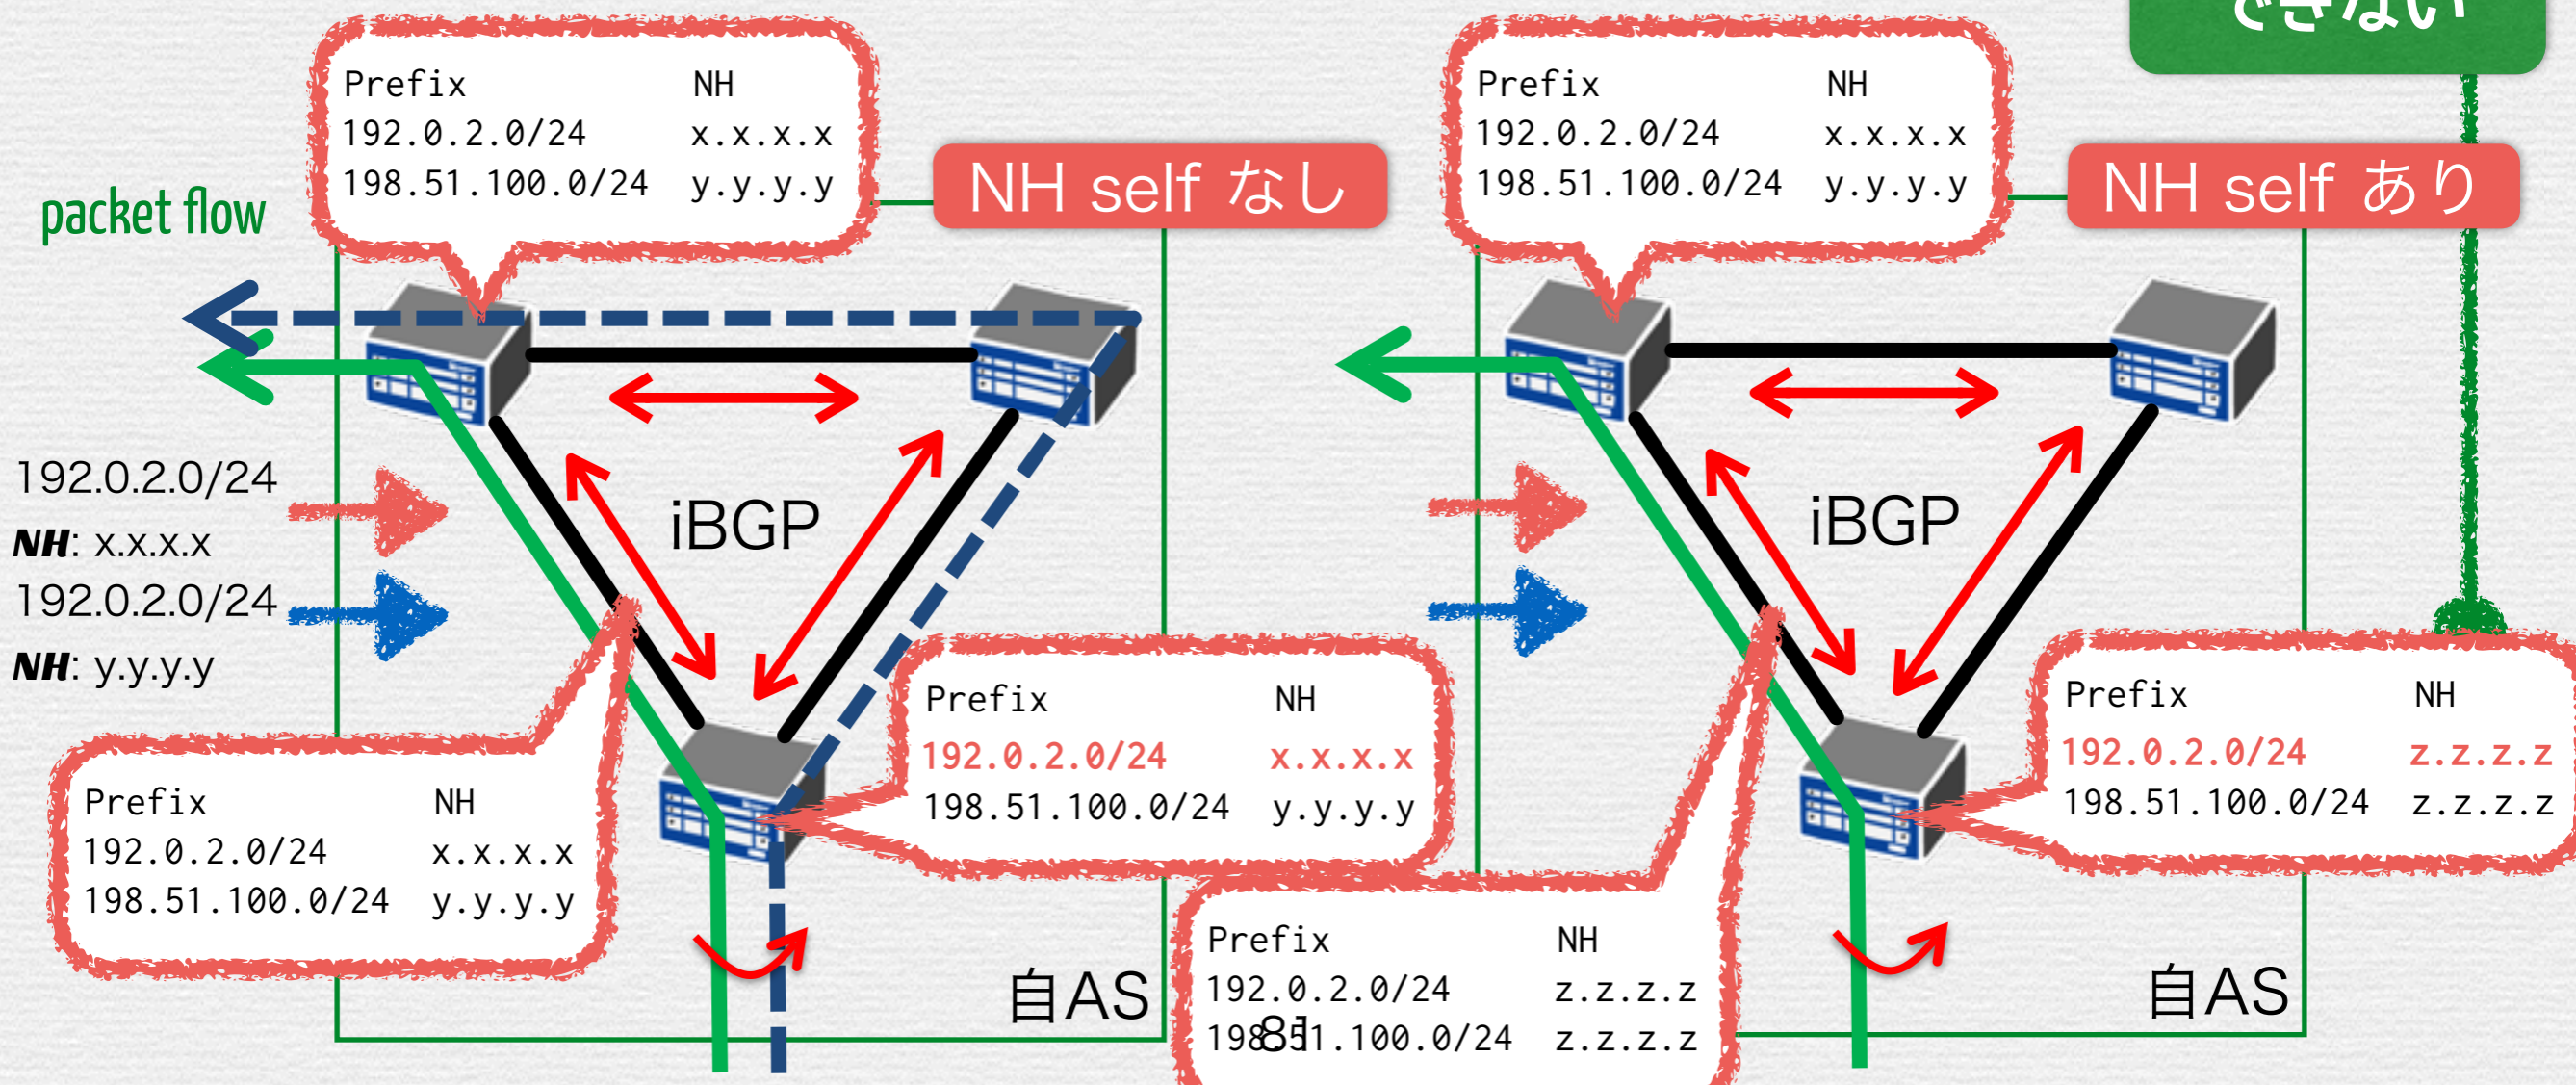 できない
Prefix NH
192.0.2.0/24 x.x.x.x
198.51.100.0/24 y.y.y.y
NH self なし
packet flow
192.0.2.0/24
NH: x.x.x.x
192.0.2.0/24
NH: y.y.y.y
iBGP
Prefix NH
192.0.2.0/24 x.x.x.x
198.51.100.0/24 y.y.y.y
Prefix NH
192.0.2.0/24 x.x.x.x
198.51.100.0/24 y.y.y.y
自AS
Prefix NH
192.0.2.0/24 x.x.x.x
198.51.100.0/24 y.y.y.y
NH self あり
iBGP
Prefix NH
192.0.2.0/24 z.z.z.z
198.51.100.0/24 z.z.z.z
Prefix NH
192.0.2.0/24 z.z.z.z
198.51.100.0/24 z.z.z.z
81
自AS